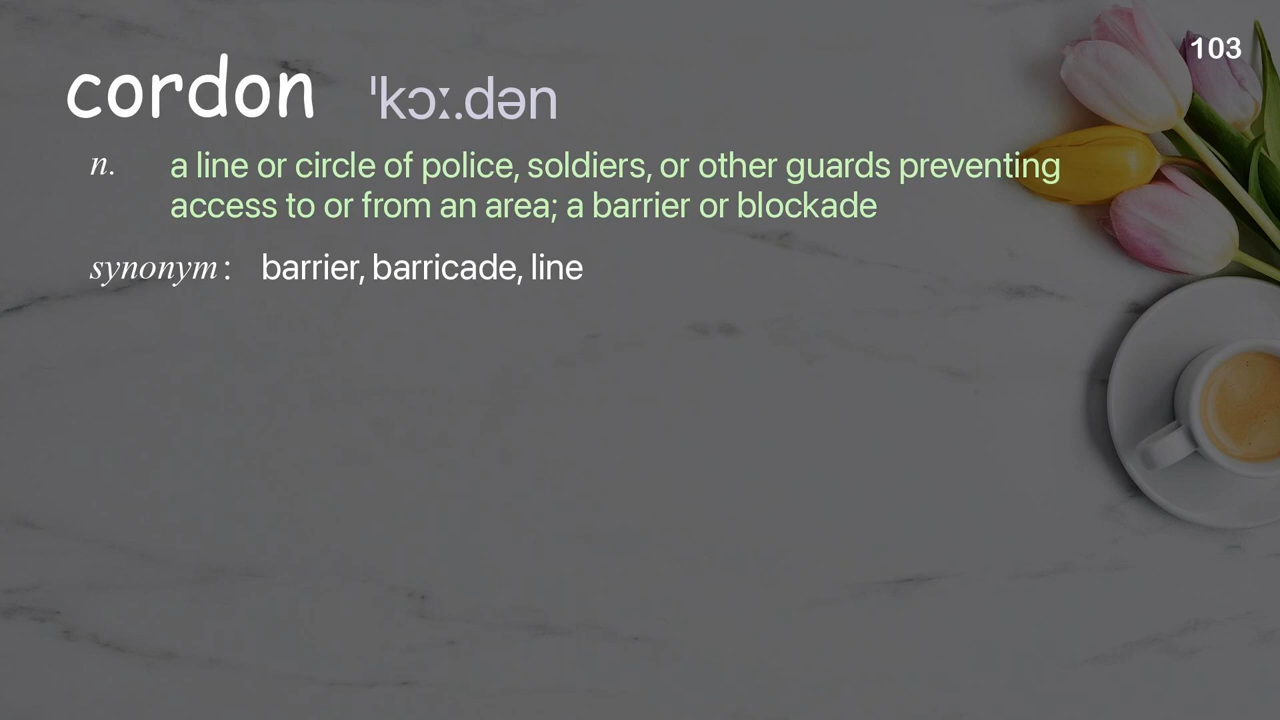 103
cordon ˈkɔː.dən
n. a line or circle of police, soldiers, or other guards preventing
access to or from an area; a barrier or blockade
synonym: barrier, barricade, line